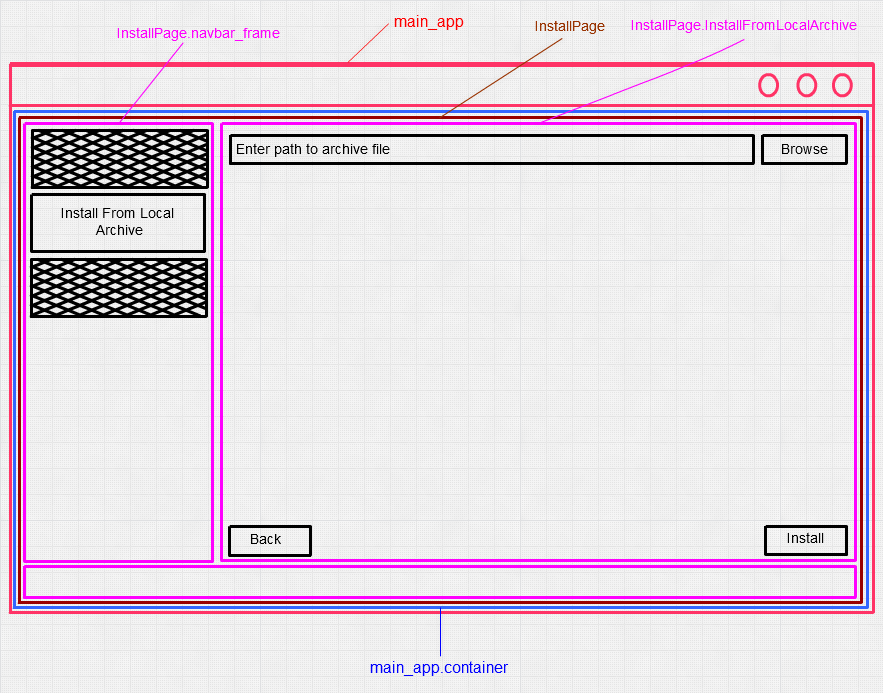 main_app
InstallPage
InstallPage.InstallFromLocalArchive
InstallPage.navbar_frame
Enter path to archive file
Browse
Install From Local
Archive
Back
Install
main_app.container